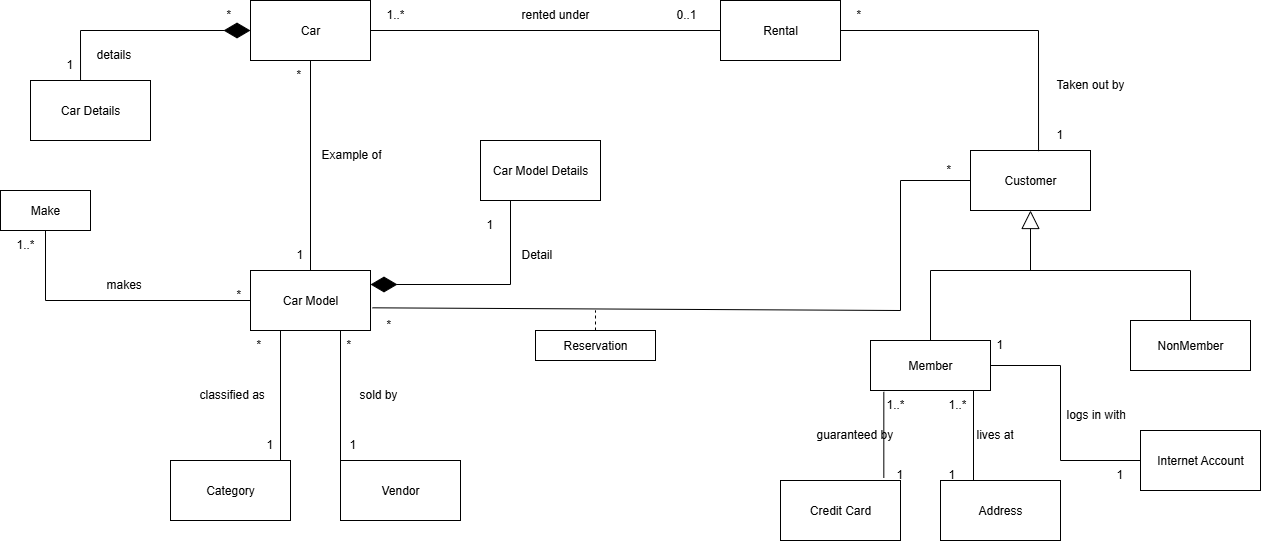 *
Car
1..*
rented under
0..1
Rental
*
details
1
*
Taken out by
Car Details
1
Example of
Car Model Details
*
Customer
Make
1
1..*
1
Detail
makes
*
Car Model
*
Reservation
*
*
1
NonMember
Member
classified as
sold by
1..*
1..*
logs in with
guaranteed by
lives at
1
1
Internet Account
1
1
1
Category
Vendor
Credit Card
Address